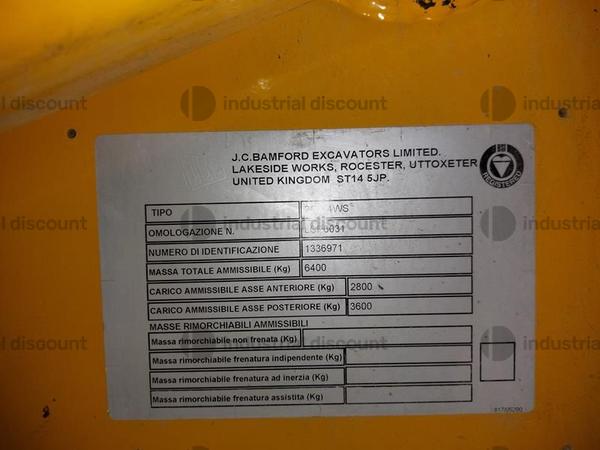 industrial discount
J.C.BAMFORD EXCAVATORS LIMITED.
LAKESIDE WORKS, ROCESTER, UTTOXETER
UNITED KINGDOM ST14 5JP.
REGISTERED
TIPO
OMOLOGAZIONE N.
NUMERO DI IDENTIFICAZIONE 1336971
MASSA TOTALE AMMISSIBILE (Kg) 6400
CARICO AMMISSIBILE ASSE ANTERIORE (Kg) 2800
CARICO AMMISSIBILE ASSE POSTERIORE (Kg) 3600
MASSE RIMORCHIABILI AMMISSIBILI
Massa rimorchiabile non frenata (Kg)
Massa rimorchiabile frenatura indipendente (Kg)
Massa rimorchiabile frenatura ad inerzia (Kg)
Massa rimorchiabile frenatura assistita (Kg)
industrial discount